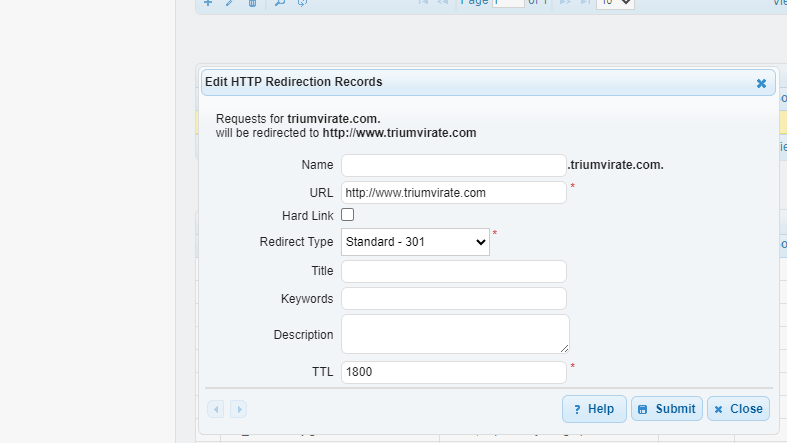 Page 1 of 1 10
Edit HTTP Redirection Records
Requests for triumvirate.com.
will be redirected to http://www.triumvirate.com
Name .triumvirate.com.
URL http://www.triumvirate.com *
Hard Link
Redirect Type Standard - 301 *
Title
Keywords
Description
TTL 1800 *
? Help Submit Close